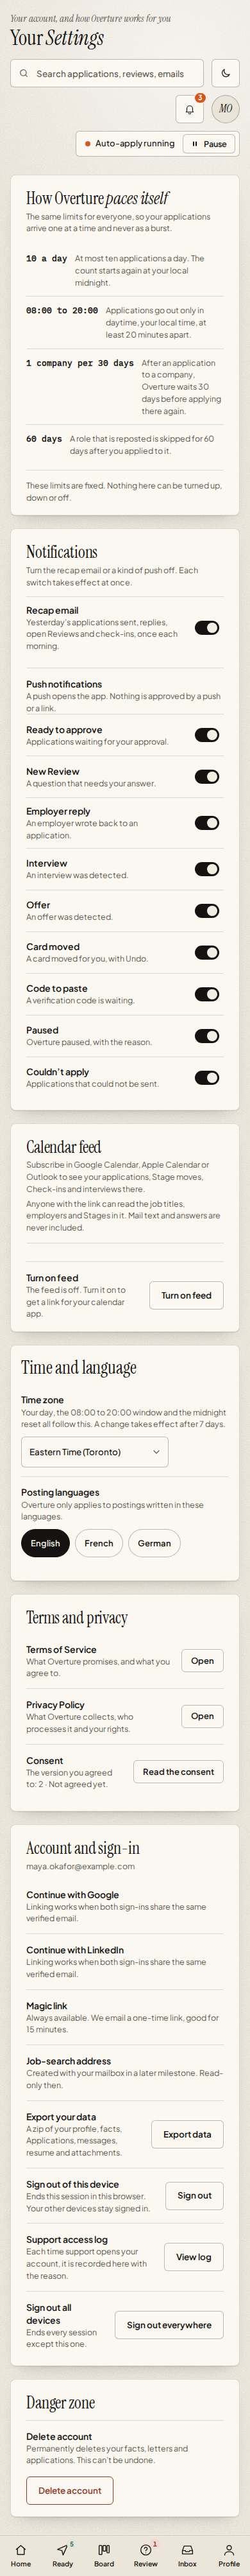 Your account, and how Overture works for you
Your Settings
Search applications, reviews, emails
3
MO
Auto-apply running
Pause
How Overture paces itself
The same limits for everyone, so your applications
arrive one at a time and never as a burst.
10 a day
At most ten applications a day. The
count starts again at your local
midnight.
08:00 to 20:00
Applications go out only in
daytime, your local time, at
least 20 minutes apart.
1 company per 30 days
After an application
to a company,
Overture waits 30
days before applying
there again.
60 days
A role that is reposted is skipped for 60
days after you applied to it.
These limits are fixed. Nothing here can be turned up,
down or off.
Notifications
Turn the recap email or a kind of push off. Each
switch takes effect at once.
Recap email
Yesterday's applications sent, replies,
open Reviews and check-ins, once each
morning.
Push notifications
A push opens the app. Nothing is approved by a push
or a link.
Ready to approve
Applications waiting for your approval.
New Review
A question that needs your answer.
Employer reply
An employer wrote back to an
application.
Interview
An interview was detected.
Offer
An offer was detected.
Card moved
A card moved for you, with Undo.
Code to paste
A verification code is waiting.
Paused
Overture paused, with the reason.
Couldn't apply
Applications that could not be sent.
Calendar feed
Subscribe in Google Calendar, Apple Calendar or
Outlook to see your applications, Stage moves,
Check-ins and interviews there.
Anyone with the link can read the job titles,
employers and Stages in it. Mail text and answers are
never included.
Turn on feed
The feed is off. Turn it on to
get a link for your calendar
app.
Turn on feed
Time and language
Time zone
Your day, the 08:00 to 20:00 window and the midnight
reset all follow this. A change takes effect after 7 days.
Eastern Time (Toronto)
Posting languages
Overture only applies to postings written in these
languages.
English
French
German
Terms and privacy
Terms of Service
What Overture promises, and what you
agree to.
Open
Privacy Policy
What Overture collects, who
processes it and your rights.
Open
Consent
The version you agreed
to: 2 · Not agreed yet.
Read the consent
Account and sign-in
maya.okafor@example.com
Continue with Google
Linking works when both sign-ins share the same
verified email.
Continue with LinkedIn
Linking works when both sign-ins share the same
verified email.
Magic link
Always available. We email a one-time link, good for
15 minutes.
Job-search address
Created with your mailbox in a later milestone. Read-
only then.
Export your data
A zip of your profile, facts,
Applications, messages,
resume and attachments.
Export data
Sign out of this device
Ends this session in this browser.
Your other devices stay signed in.
Sign out
Support access log
Each time support opens your
account, it is recorded here with
the reason.
View log
Sign out all
devices
Ends every session
except this one.
Sign out everywhere
Danger zone
Delete account
Permanently deletes your facts, letters and
applications. This can't be undone.
Delete account
5
1
Home
Ready
Board
Review
Inbox
Profile